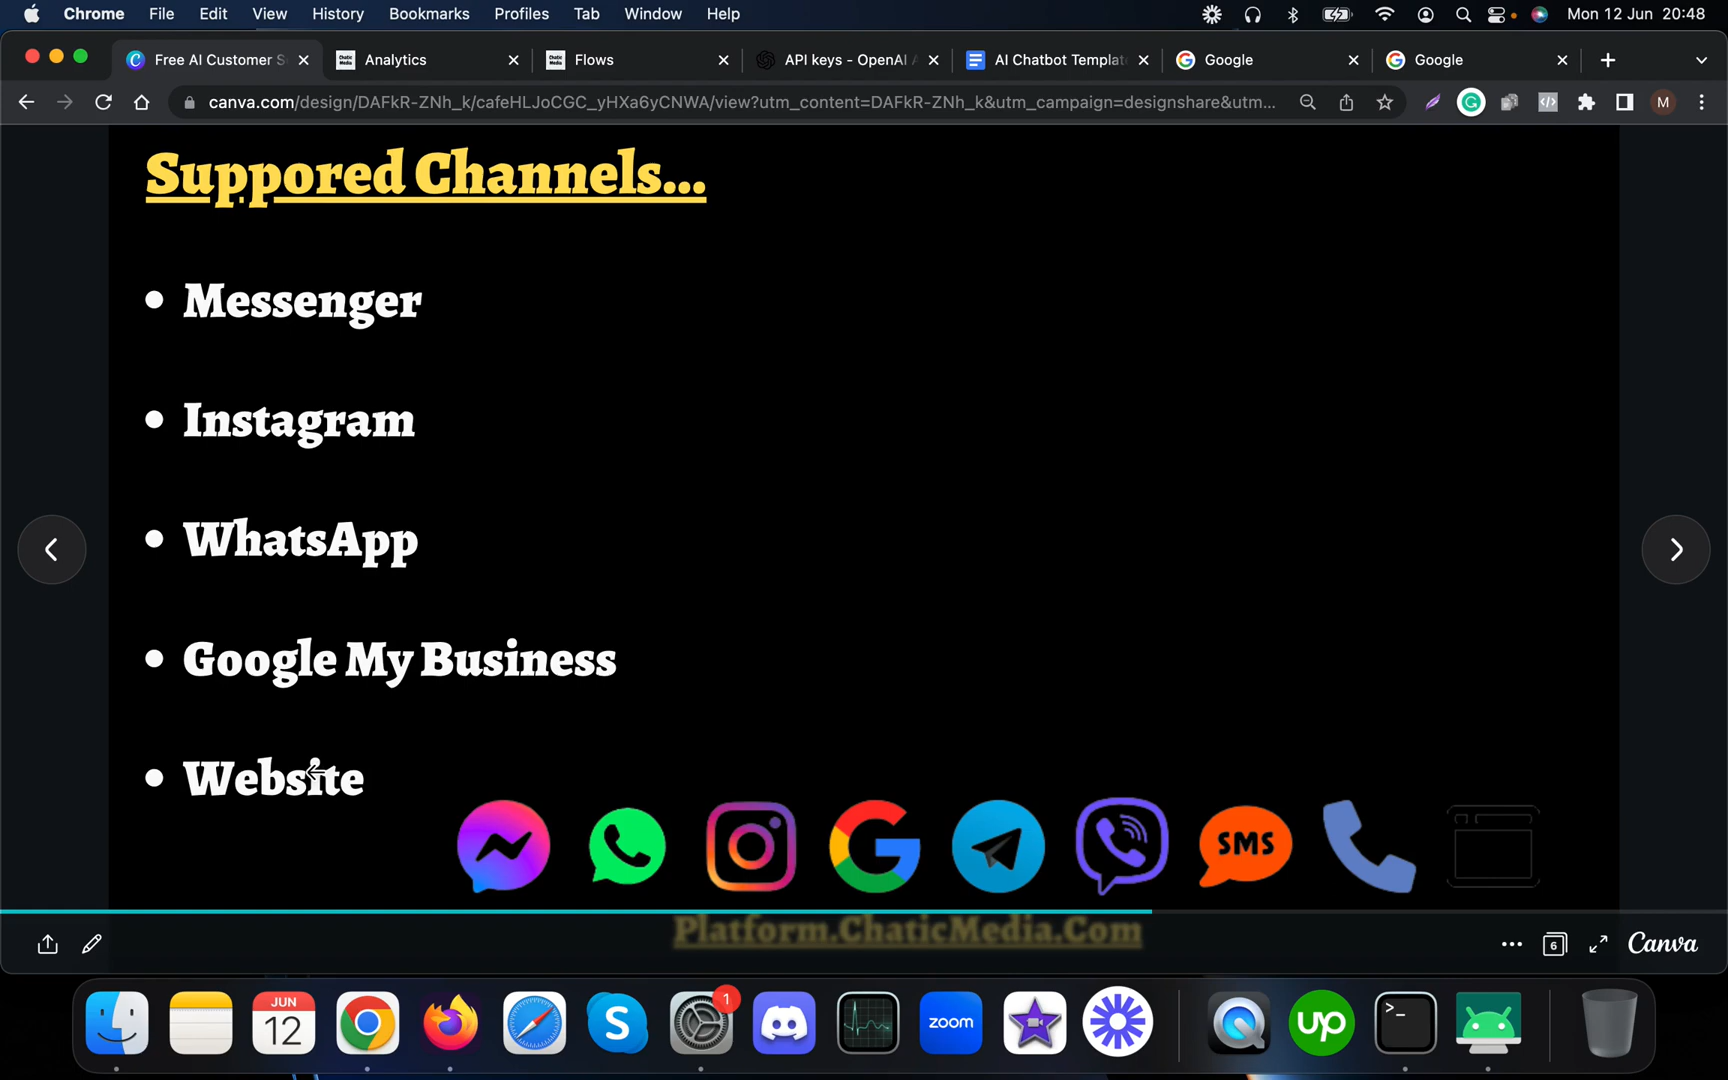 Chrome File Edit View History Bookmarks Profiles Tab Window Help Mon 12 Jun 20:48
Free AI Customer S Analytics Flows API keys - OpenAI A AI Chatbot Templat Google Google
canva.com/design/DAFkR-ZNh_k/cafeHLJoCGC_yHXa6yCNWA/view?utm_content=DAFkR-ZNh_k&utm_campaign=designshare&utm... M
Suppored Channels...
• Messenger
• Instagram
• WhatsApp
• Google My Business
• Website
SMS
Platform.ChaticMedia.Com
6 Canva
JUN
12
1
zoom
up